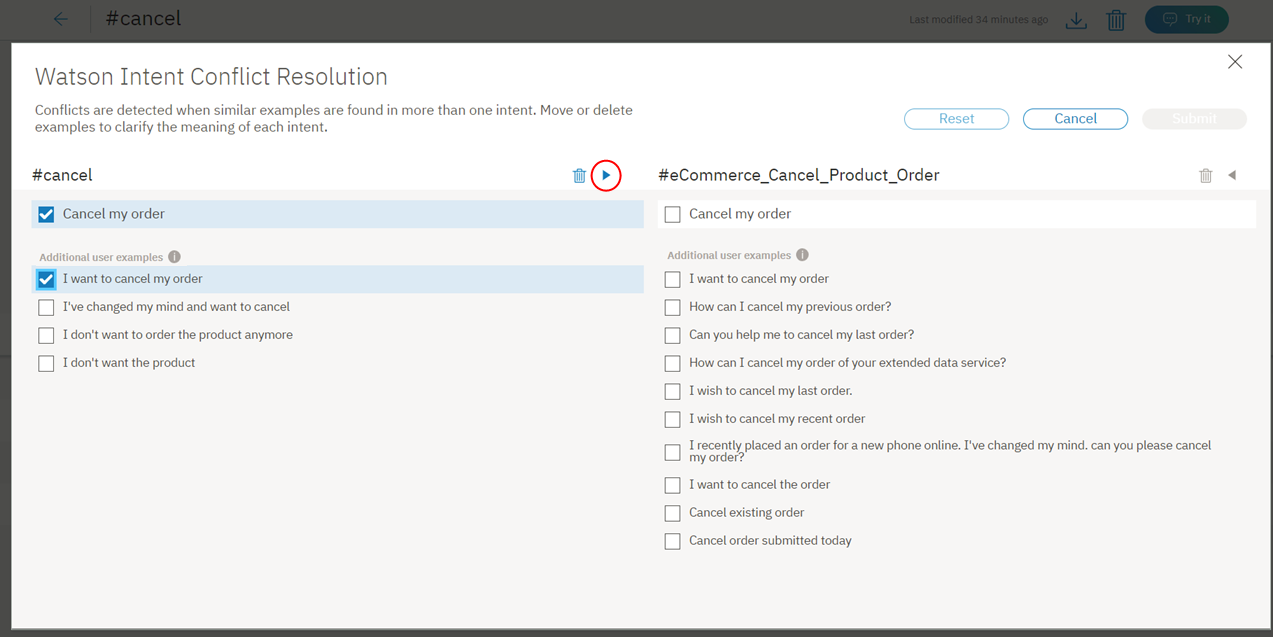 #cancel
Last modified 34 minutes ago
Try it
Watson Intent Conflict Resolution
Conflicts are detected when similar examples are found in more than one intent. Move or delete
examples to clarify the meaning of each intent.
Reset
Cancel
Submit
#cancel
Cancel my order
Additional user examples
I want to cancel my order
I've changed my mind and want to cancel
I don't want to order the product anymore
I don't want the product
#eCommerce_Cancel_Product_Order
Cancel my order
Additional user examples
I want to cancel my order
How can I cancel my previous order?
Can you help me to cancel my last order?
How can I cancel my order of your extended data service?
I wish to cancel my last order.
I wish to cancel my recent order
I recently placed an order for a new phone online. I've changed my mind. can you please cancel
my order?
I want to cancel the order
Cancel existing order
Cancel order submitted today